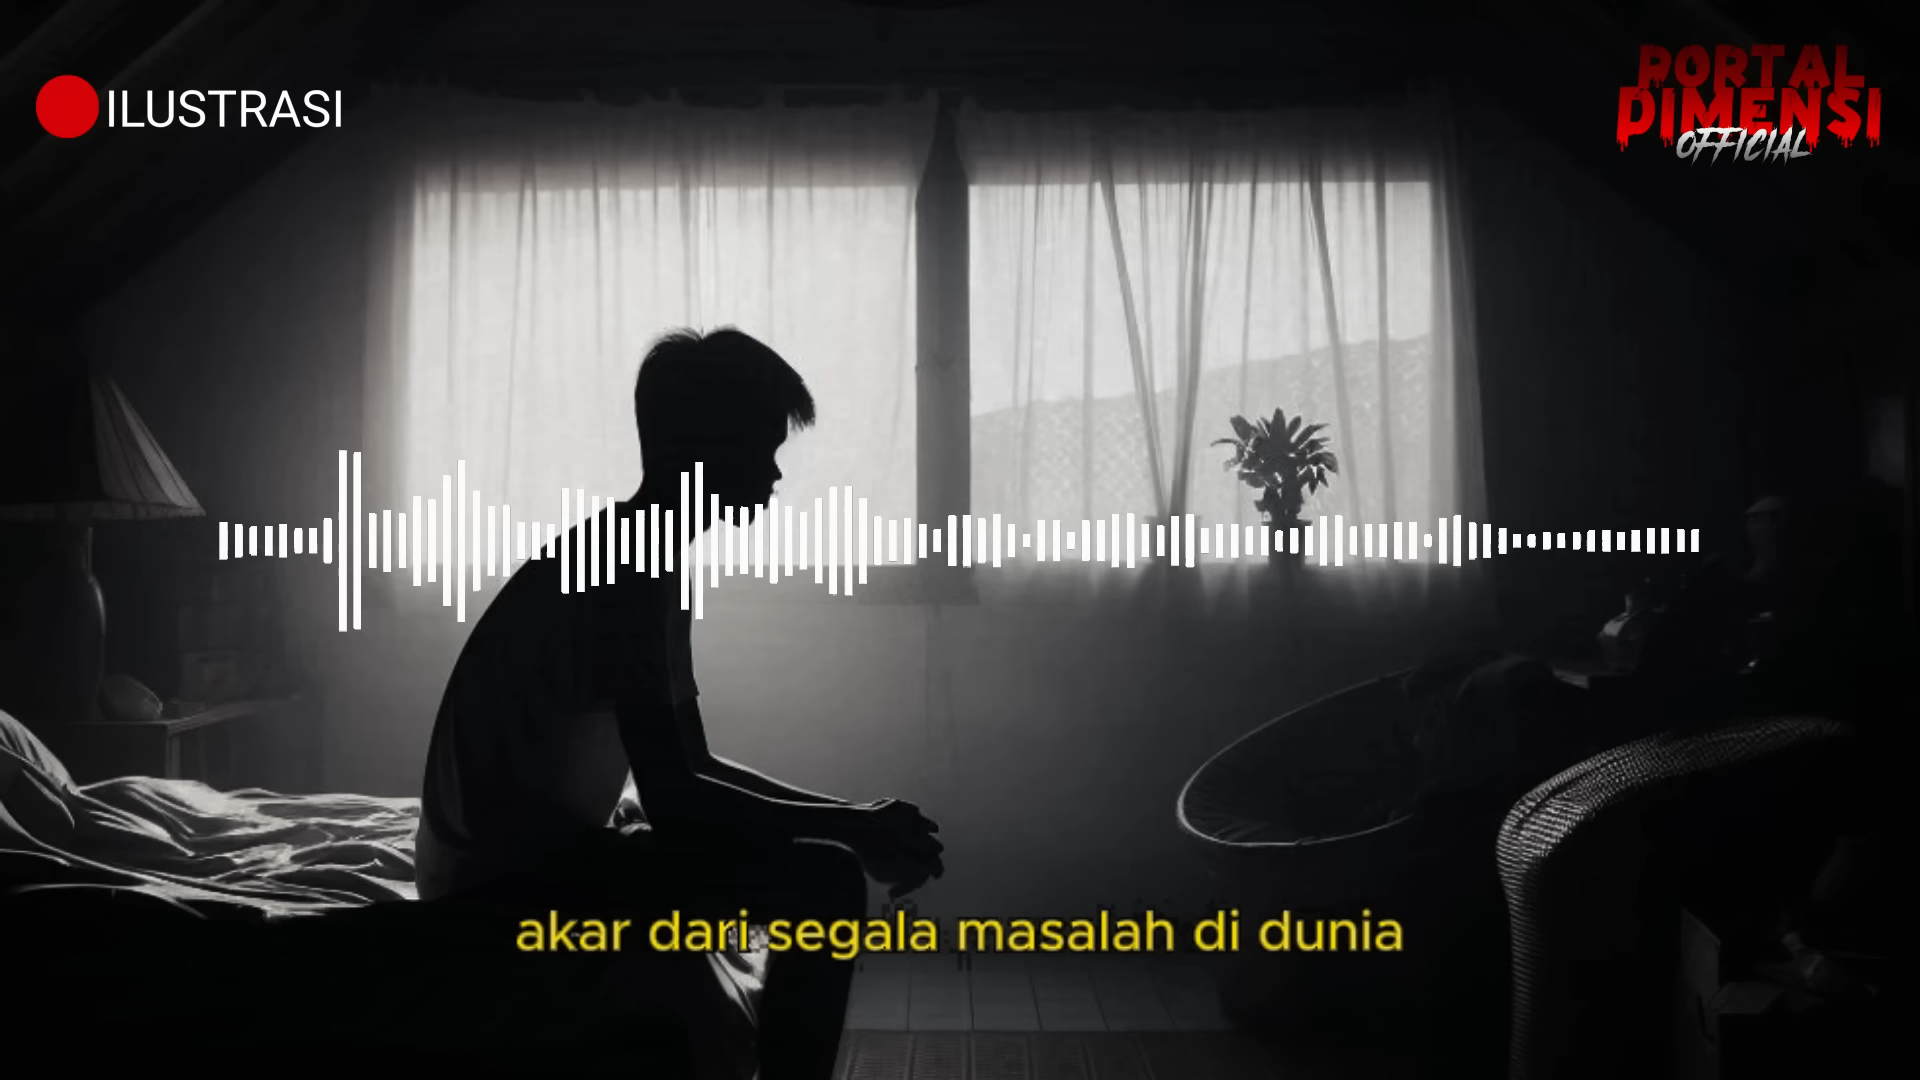 ILUSTRASI
PORTAL
DIMENSI
OFFICIAL
akar dari segala masalah di dunia